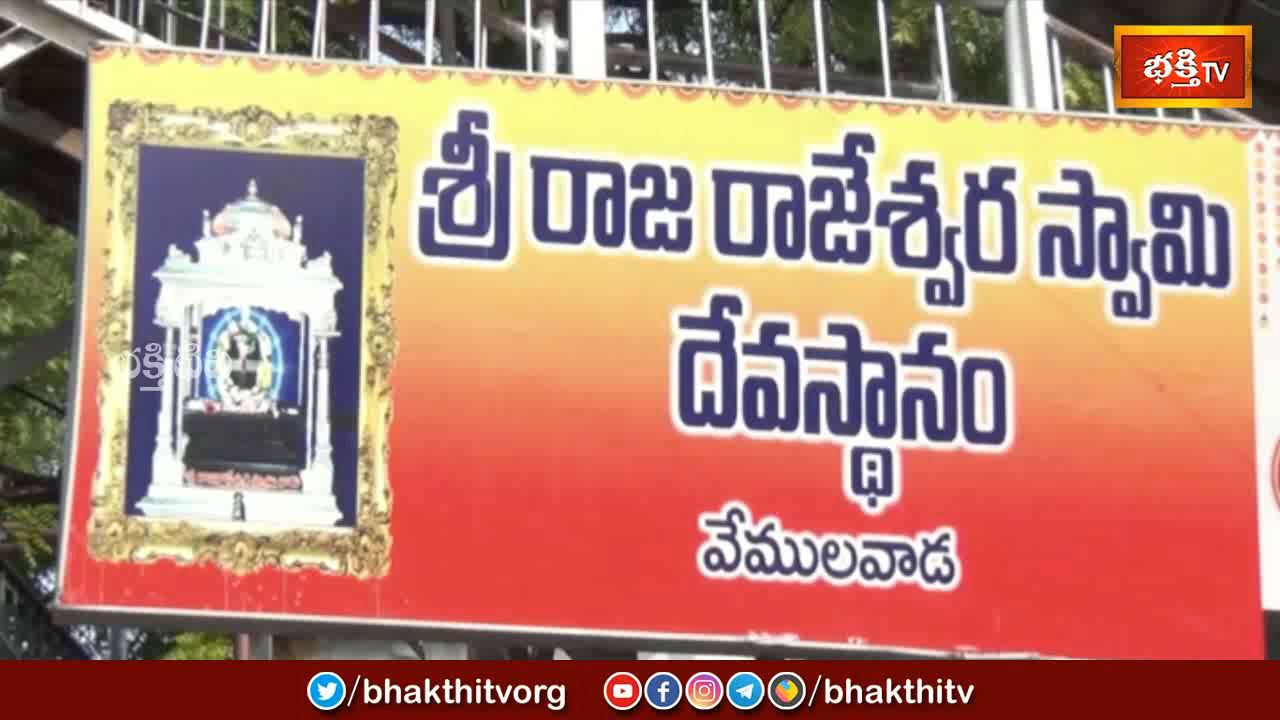 భక్తి TV
శ్రీ రాజ రాజేశ్వర స్వామి
దేవస్థానం
వేములవాడ
/bhakthitvorg /bhakthitv